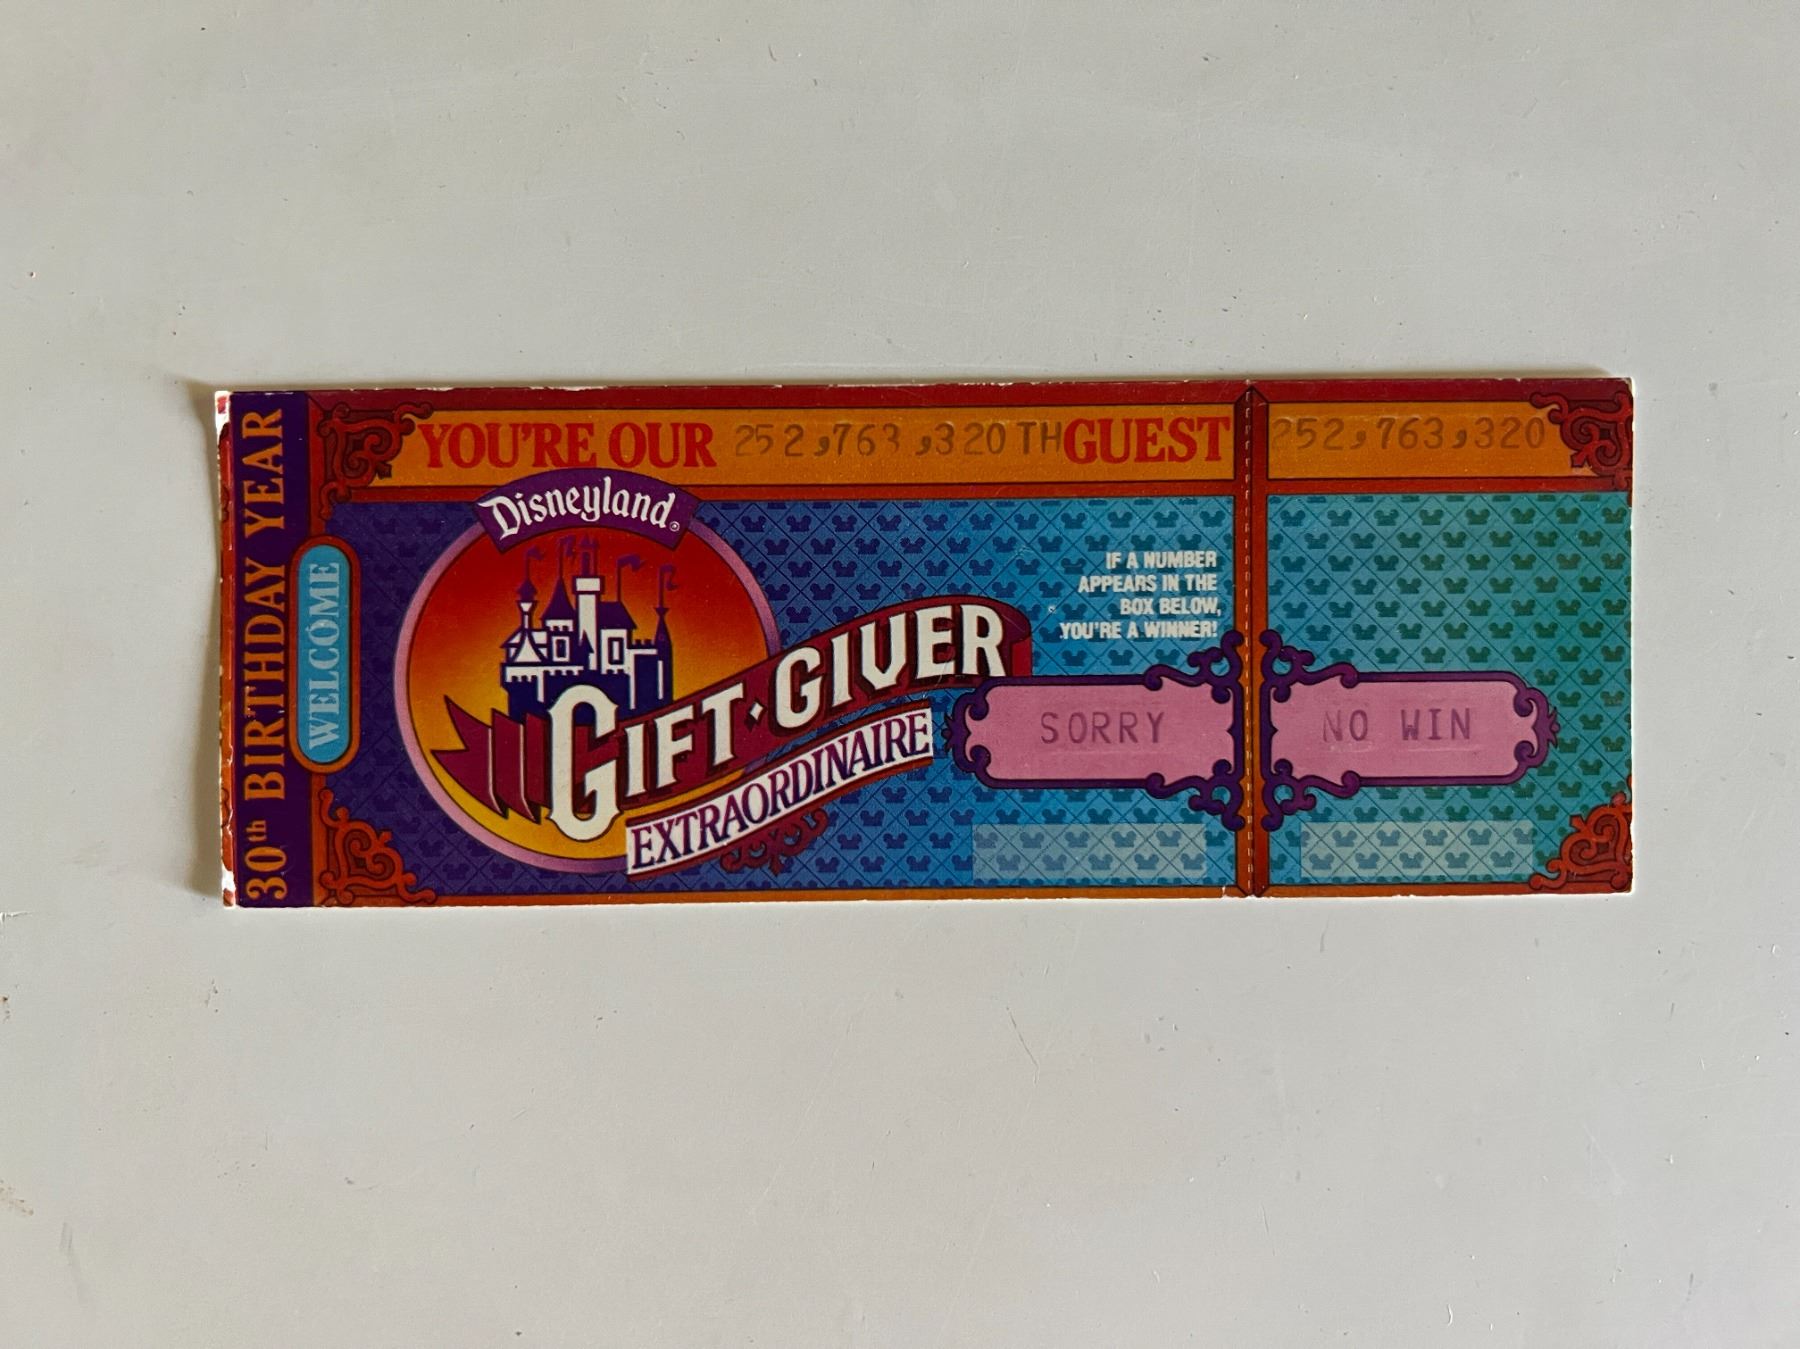 30th BIRTHDAY YEAR
WELCOME
YOU'RE OUR 252,763,320 TH GUEST
252,763,320
Disneyland®
GIFT·GIVER
EXTRAORDINAIRE
IF A NUMBER
APPEARS IN THE
BOX BELOW,
YOU'RE A WINNER!
SORRY
NO WIN